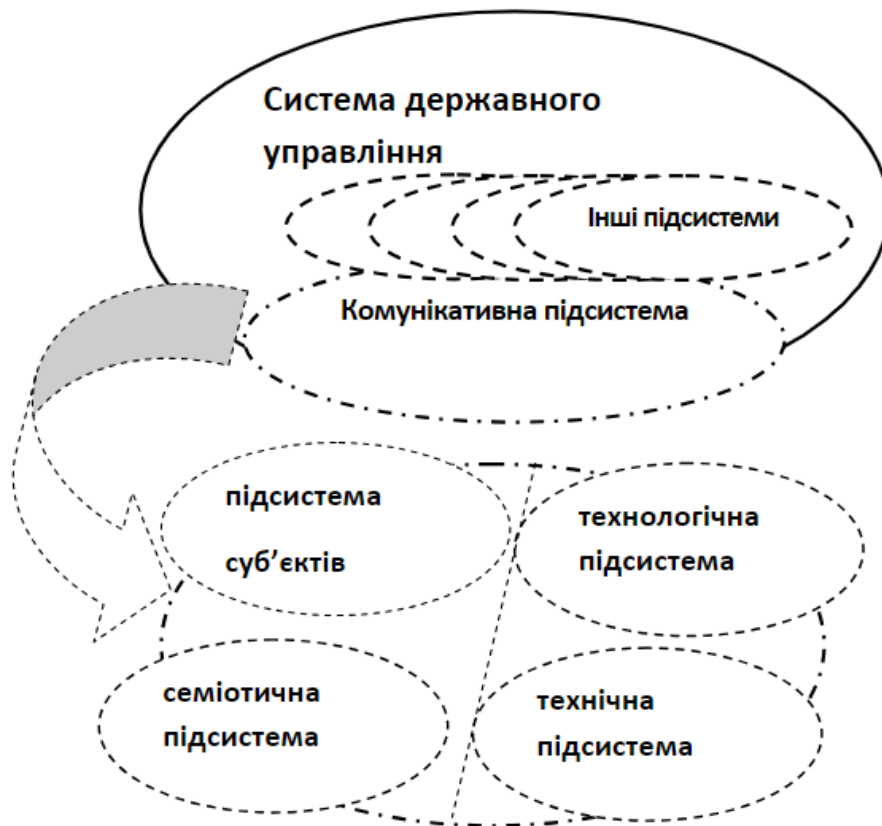 Система державного
управління
Інші підсистеми
Комунікативна підсистема
підсистема
суб’єктів
технологічна
підсистема
семіотична
підсистема
технічна
підсистема